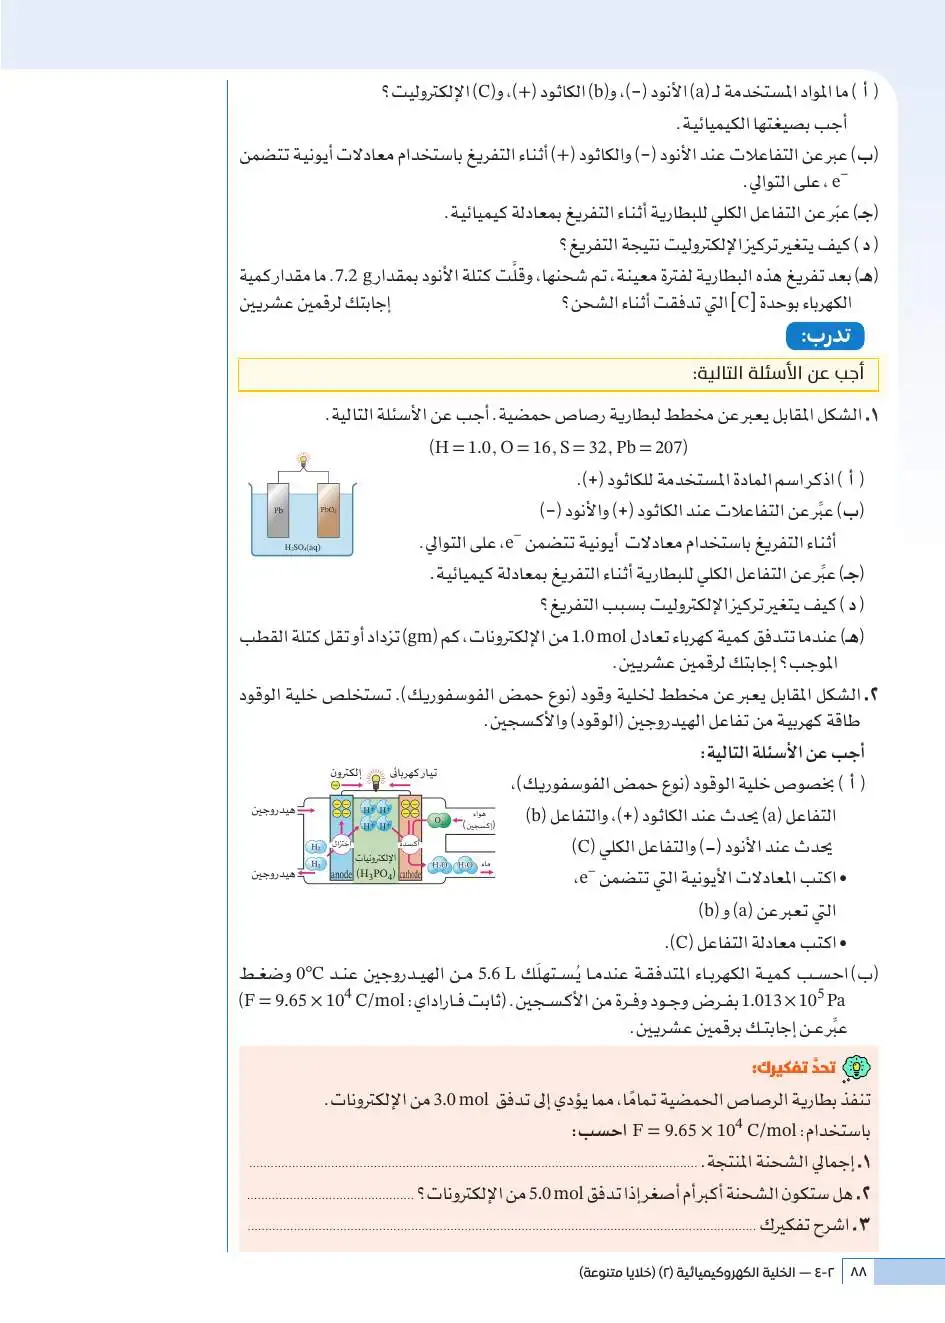 ( أ ) ما المواد المستخدمة لـ (a) الأنود (−)، و(b) الكاثود (+)، و(C) الإلكتروليت ؟
أجب بصيغتها الكيميائية .
(ب) عبر عن التفاعلات عند الأنود (−) والكاثود (+) أثناء التفريغ باستخدام معادلات أيونية تتضمن
e⁻ ، على التوالي.
(جـ) عبّر عن التفاعل الكلي للبطارية أثناء التفريغ بمعادلة كيميائية .
( د ) كيف يتغير تركيز الإلكتروليت نتيجة التفريغ ؟
(هـ) بعد تفريغ هذه البطارية لفترة معينة ، تم شحنها ، وقلَّت كتلة الأنود بمقدار 7.2 g. ما مقدار كمية
الكهرباء بوحدة [C] التي تدفقت أثناء الشحن ؟ إجابتك لرقمين عشريين
تدرب:
أجب عن الأسئلة التالية:
١. الشكل المقابل يعبر عن مخطط لبطارية رصاص حمضية . أجب عن الأسئلة التالية .
(H = 1.0 , O = 16 , S = 32 , Pb = 207)
( أ ) اذكر اسم المادة المستخدمة للكاثود (+).
(ب) عبِّر عن التفاعلات عند الكاثود (+) والأنود (−)
أثناء التفريغ باستخدام معادلات أيونية تتضمن e⁻، على التوالي .
(جـ) عبِّر عن التفاعل الكلي للبطارية أثناء التفريغ بمعادلة كيميائية .
( د ) كيف يتغير تركيز الإلكتروليت بسبب التفريغ ؟
(هـ) عندما تتدفق كمية كهرباء تعادل 1.0 mol من الإلكترونات ، كم (gm) تزداد أو تقل كتلة القطب
الموجب ؟ إجابتك لرقمين عشريين .
Pb
PbO₂
H₂SO₄(aq)
٢. الشكل المقابل يعبر عن مخطط لخلية وقود (نوع حمض الفوسفوريك). تستخلص خلية الوقود
طاقة كهربية من تفاعل الهيدروجين (الوقود) والأكسجين .
أجب عن الأسئلة التالية :
( أ ) بخصوص خلية الوقود (نوع حمض الفوسفوريك)،
التفاعل (a) يحدث عند الكاثود (+)، والتفاعل (b)
يحدث عند الأنود (−) والتفاعل الكلي (C)
• اكتب المعادلات الأيونية التي تتضمن e⁻،
التي تعبر عن (a) و (b)
• اكتب معادلة التفاعل (C).
تيار كهربائى
إلكترون
هيدروجين
هواء
(أكسجين)
H⁺ H⁺
H⁺ H⁺
O₂
H₂
H₂
اختزال
أكسدة
الإلكتروليات
(H₃PO₄)
anode
cathode
H₂O H₂O
ماء
هيدروجين
(ب) احسب كمية الكهرباء المتدفقة عندما يُستهلَك 5.6 L من الهيدروجين عند 0°C وضغط
1.013 × 10⁵ Pa بفرض وجود وفرة من الأكسجين . (ثابت فاراداي : F = 9.65 × 10⁴ C/mol)
عبِّر عن إجابتك برقمين عشريين .
تحدَّ تفكيرك:
تنفذ بطارية الرصاص الحمضية تمامًا ، مما يؤدي إلى تدفق 3.0 mol من الإلكترونات .
باستخدام : F = 9.65 × 10⁴ C/mol احسب:
١. إجمالي الشحنة المنتجة .
٢. هل ستكون الشحنة أكبر أم أصغر إذا تدفق 5.0 mol من الإلكترونات ؟
٣. اشرح تفكيرك
٨٨ ٢-٤ — الخلية الكهروكيميائية (٢) (خلايا متنوعة)